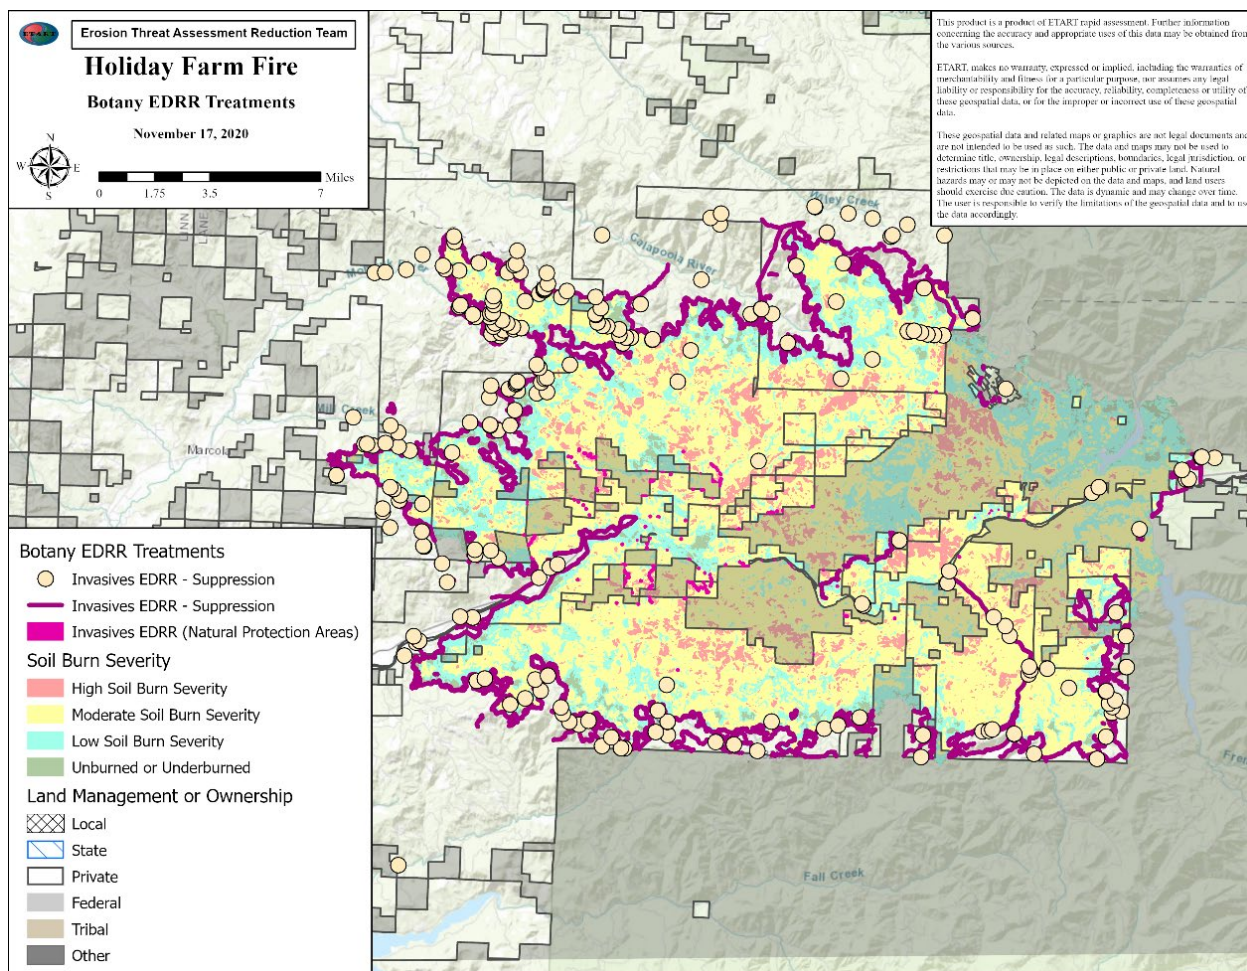 ETART
Erosion Threat Assessment Reduction Team
Holiday Farm Fire
Botany EDRR Treatments
November 17, 2020
N
W
E
S
Miles
0
1.75
3.5
7
This product is a product of ETART rapid assessment. Further information
concerning the accuracy and appropriate uses of this data may be obtained from
the various sources.
ETART, makes no warranty, expressed or implied, including the warranties of
merchantability and fitness for a particular purpose, nor assumes any legal
liability or responsibility for the accuracy, reliability, completeness or utility of
these geospatial data, or for the improper or incorrect use of these geospatial
data.
These geospatial data and related maps or graphics are not legal documents and
are not intended to be used as such. The data and maps may not be used to
determine title, ownership, legal descriptions, boundaries, legal jurisdiction, or
restrictions that may be in place on either public or private land. Natural
hazards may or may not be depicted on the data and maps, and land users
should exercise due caution. The data is dynamic and may change over time.
The user is responsible to verify the limitations of the geospatial data and to use
the data accordingly.
LINN
LANE
Wiley Creek
Calapooia River
River
Mill Creek
Marcola
Fall Creek
Botany EDRR Treatments
Invasives EDRR - Suppression
Invasives EDRR - Suppression
Invasives EDRR (Natural Protection Areas)
Soil Burn Severity
High Soil Burn Severity
Moderate Soil Burn Severity
Low Soil Burn Severity
Unburned or Underburned
Land Management or Ownership
Local
State
Private
Federal
Tribal
Other